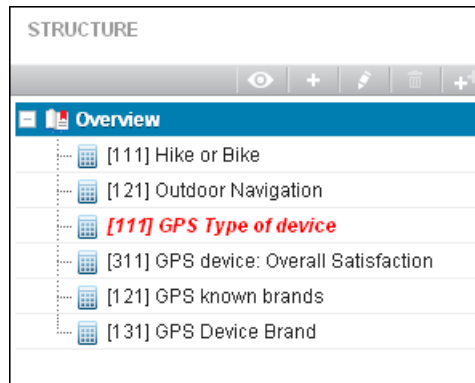 STRUCTURE
Overview
[111] Hike or Bike
[121] Outdoor Navigation
[111] GPS Type of device
[311] GPS device: Overall Satisfaction
[121] GPS known brands
[131] GPS Device Brand